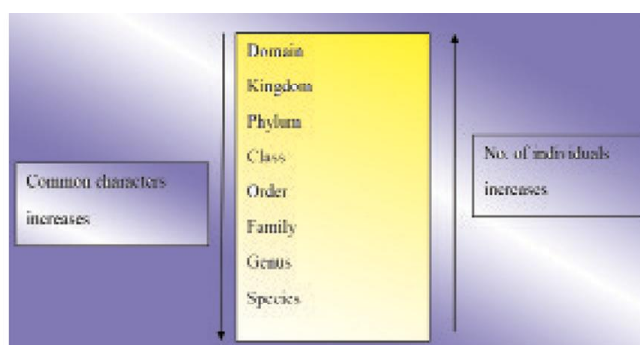 Domain
Kingdom
Phylum
Class
Order
Family
Genus
Species
Common characters
increases
No. of individuals
increases